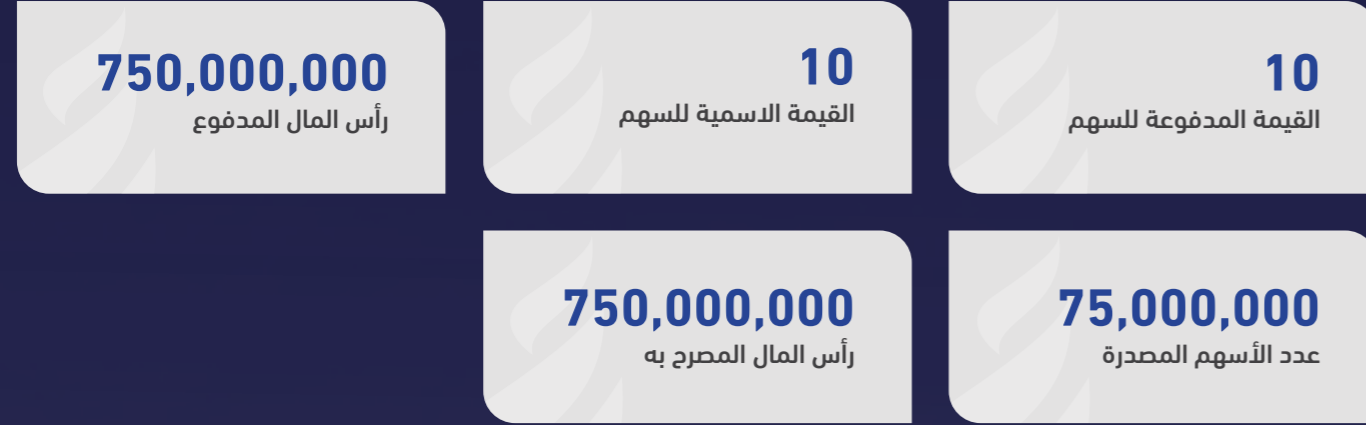 10
القيمة المدفوعة للسهم
10
القيمة الاسمية للسهم
750,000,000
رأس المال المدفوع
75,000,000
عدد الأسهم المصدرة
750,000,000
رأس المال المصرح به